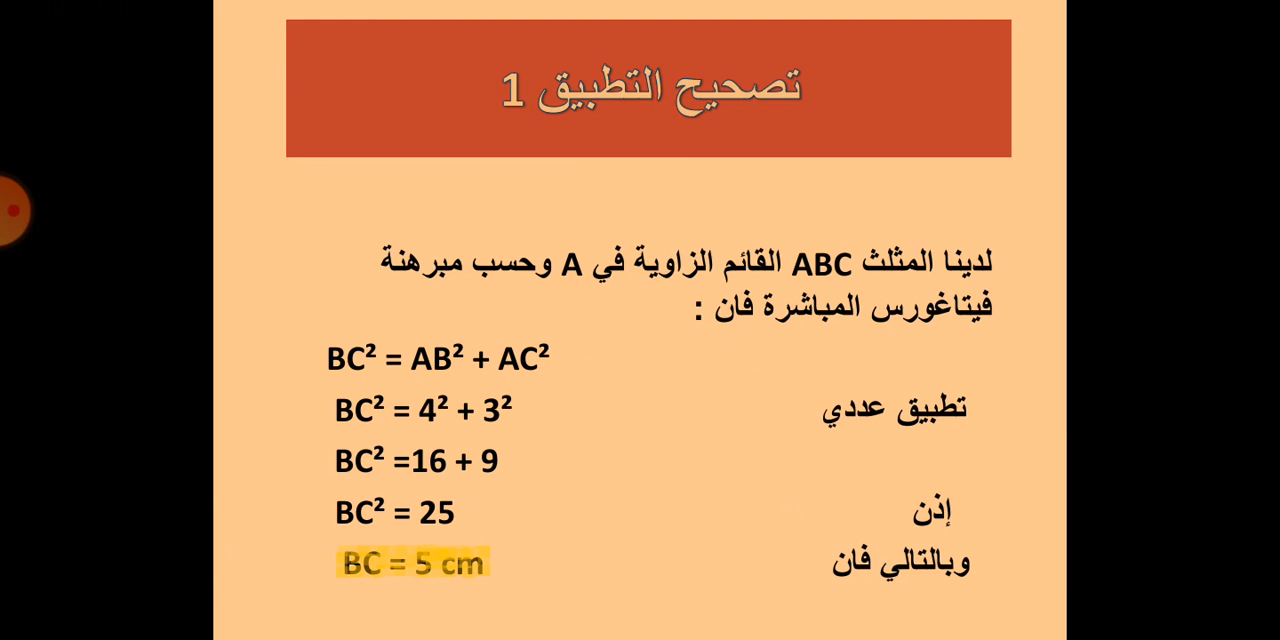 تصحيح التطبيق 1
لدينا المثلث ABC القائم الزاوية في A وحسب مبرهنة
فيتاغورس المباشرة فان :
BC² = AB² + AC²
تطبيق عددي BC² = 4² + 3²
BC² =16 + 9
إذن BC² = 25
وبالتالي فان BC = 5 cm